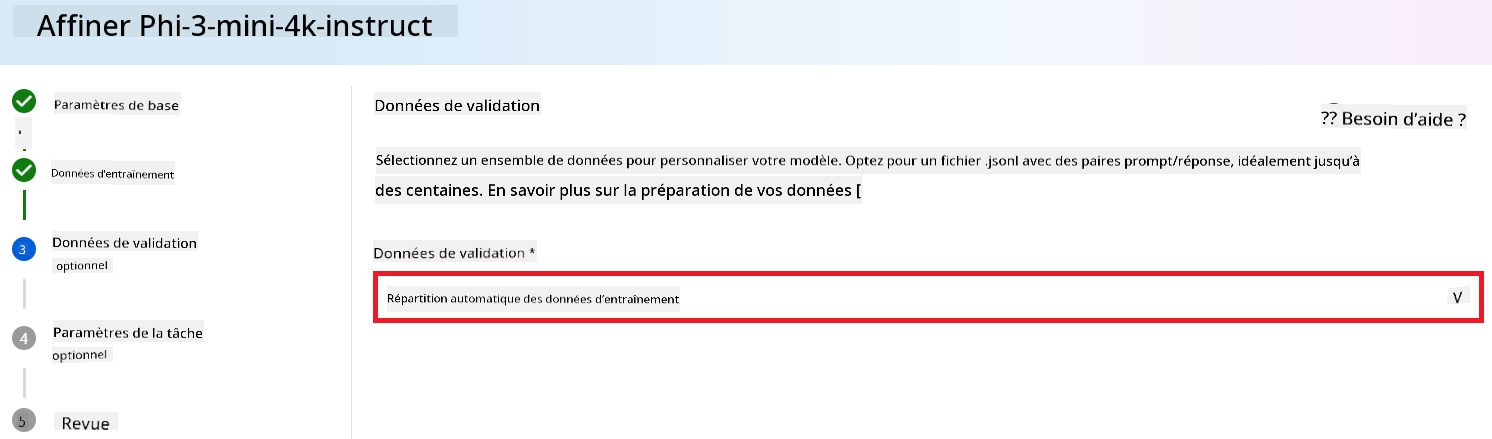 Affiner Phi-3-mini-4k-instruct
Paramètres de base
Données d'entraînement
3
Données de validation
optionnel
4
Paramètres de la tâche
optionnel
5
Revue
Données de validation
?? Besoin d'aide ?
Sélectionnez un ensemble de données pour personnaliser votre modèle. Optez pour un fichier .jsonl avec des paires prompt/réponse, idéalement jusqu'à
des centaines. En savoir plus sur la préparation de vos données [
Données de validation *
Répartition automatique des données d'entraînement
V